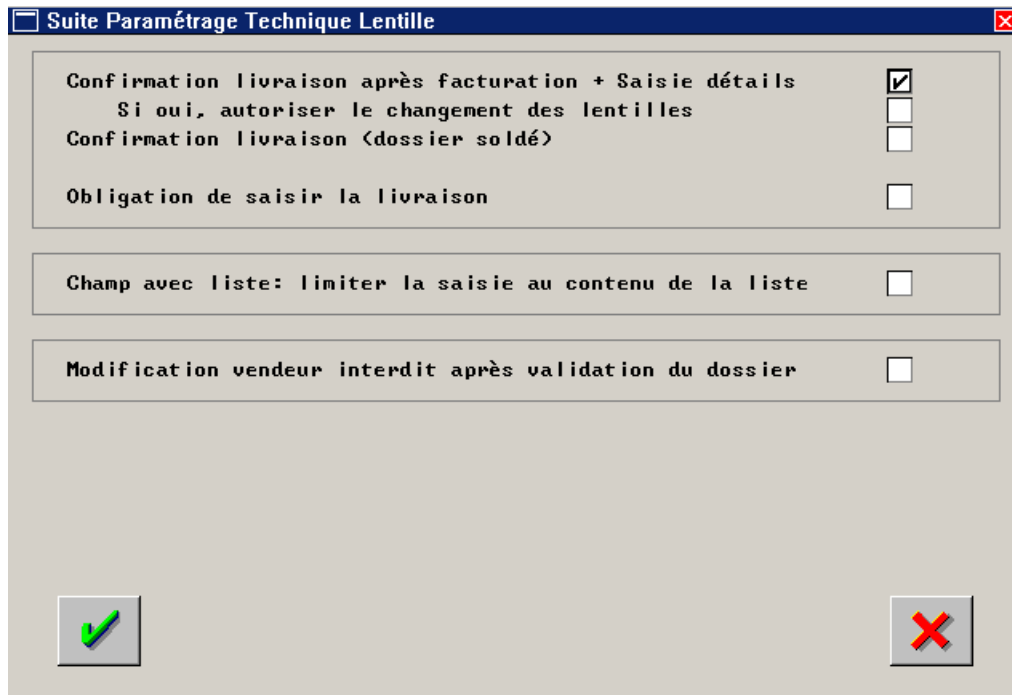 Suite Paramétrage Technique Lentille
Confirmation livraison après facturation + Saisie détails
Si oui, autoriser le changement des lentilles
Confirmation livraison (dossier soldé)
Obligation de saisir la livraison
Champ avec liste: limiter la saisie au contenu de la liste
Modification vendeur interdit après validation du dossier